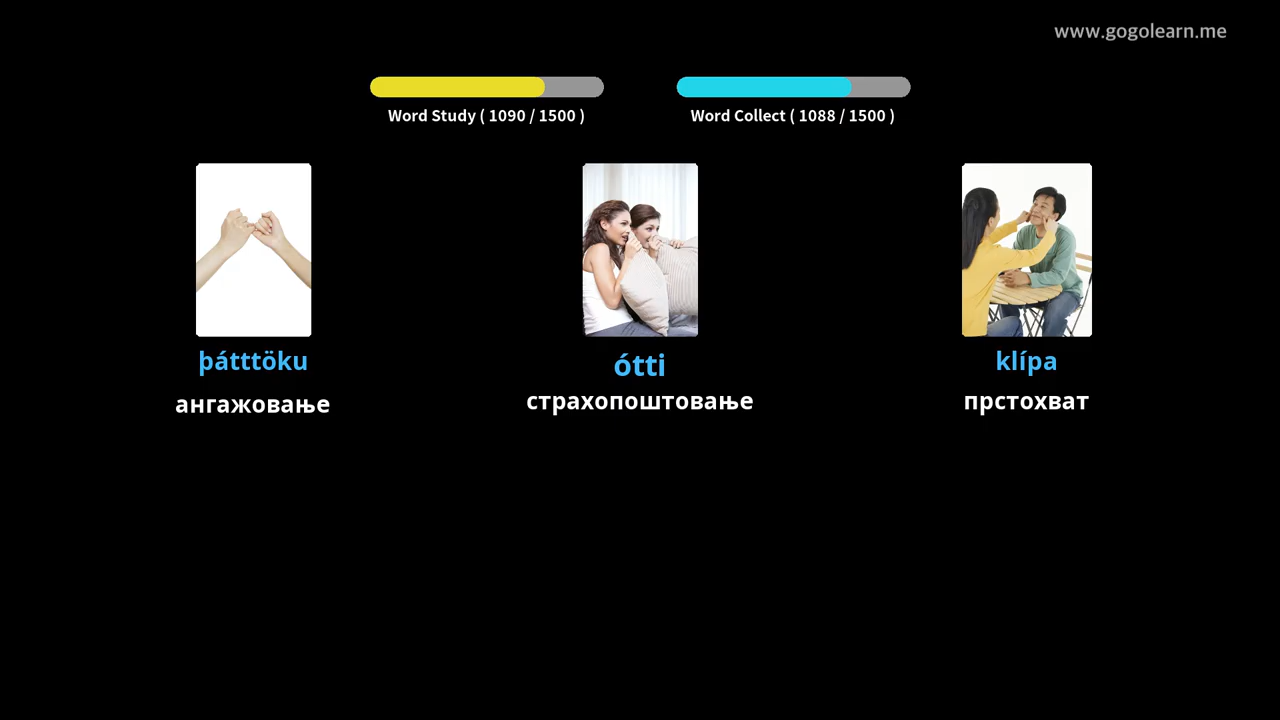 www.gogolearn.me
Word Study ( 1090 / 1500 )
Word Collect ( 1088 / 1500 )
þátttöku
ótti
klípa
ангажовање
страхопоштовање
прстохват